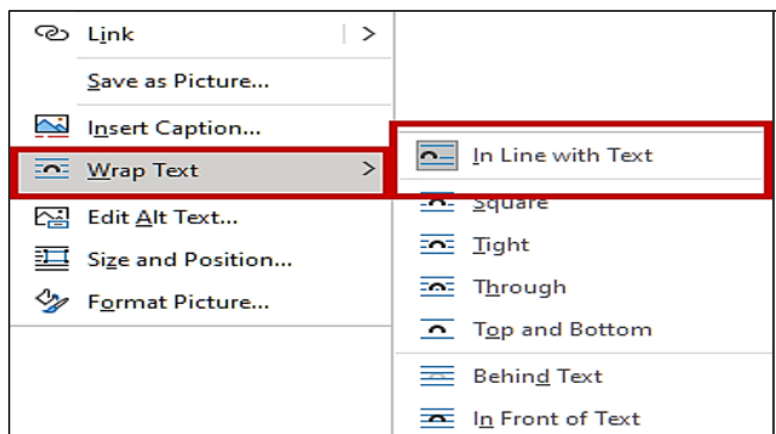 Link
Save as Picture...
Insert Caption...
Wrap Text
Edit Alt Text...
Size and Position...
Format Picture...
In Line with Text
Square
Tight
Through
Top and Bottom
Behind Text
In Front of Text